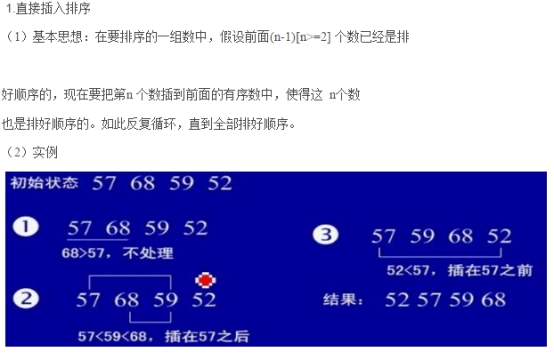 1.直接插入排序
（1）基本思想：在要排序的一组数中，假设前面(n-1)[n>=2] 个数已经是排
好顺序的，现在要把第n 个数插到前面的有序数中，使得这 n个数
也是排好顺序的。如此反复循环，直到全部排好顺序。
（2）实例
初始状态 57 68 59 52
1 57 68 59 52
68>57，不处理
2 57 68 59 52
57<59<68，插在57之后
3 57 59 68 52
52<57，插在57之前
结果： 52 57 59 68